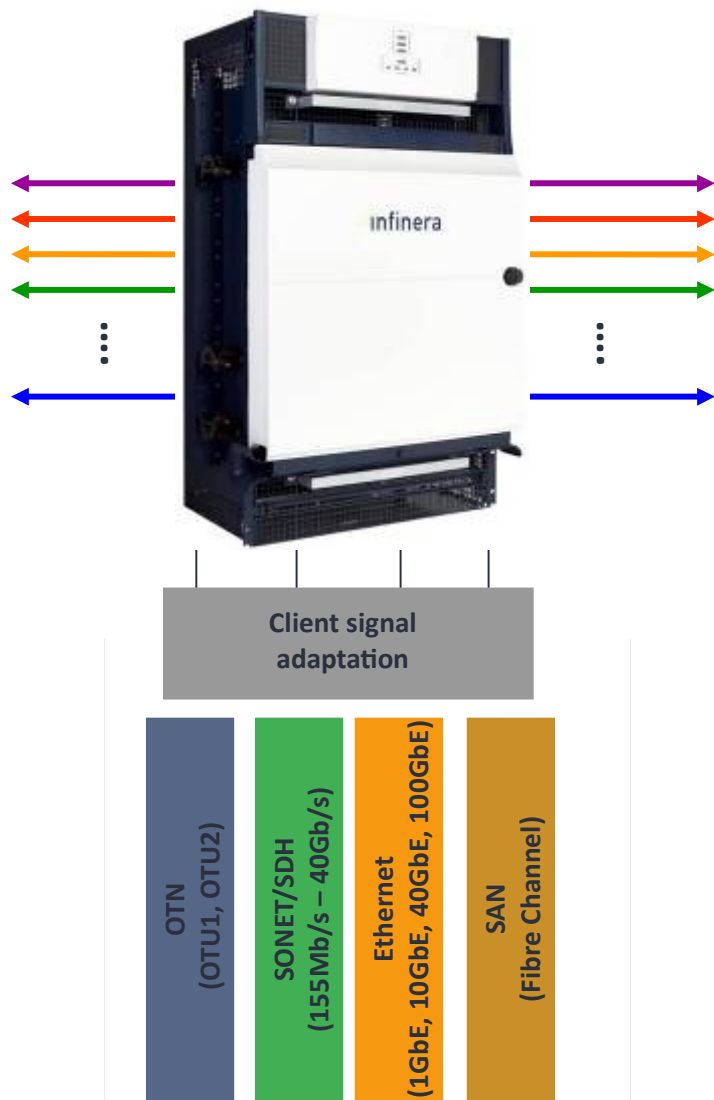 infinera
Client signal
adaptation
OTN
(OTU1, OTU2)
SONET/SDH
(155Mb/s – 40Gb/s)
Ethernet
(1GbE, 10GbE, 40GbE, 100GbE)
SAN
(Fibre Channel)